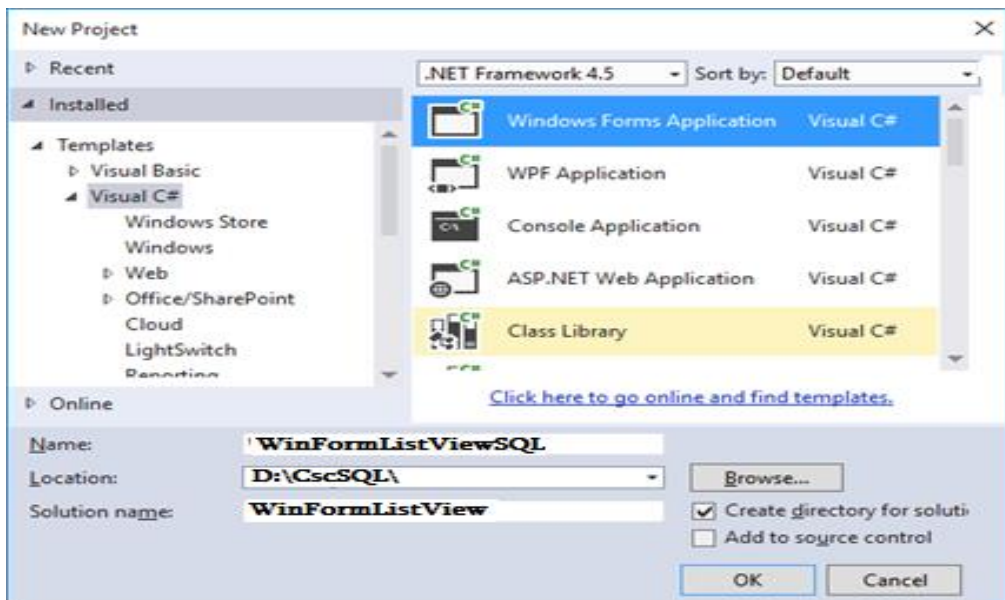 New Project
Recent
Installed
Templates
Visual Basic
Visual C#
Windows Store
Windows
Web
Office/SharePoint
Cloud
LightSwitch
Reporting
Online
.NET Framework 4.5 Sort by: Default
Windows Forms Application Visual C#
WPF Application Visual C#
Console Application Visual C#
ASP.NET Web Application Visual C#
Class Library Visual C#
Click here to go online and find templates.
Name: WinFormListViewSQL
Location: D:\CscSQL\ Browse...
Solution name: WinFormListView
Create directory for soluti
Add to source control
OK Cancel